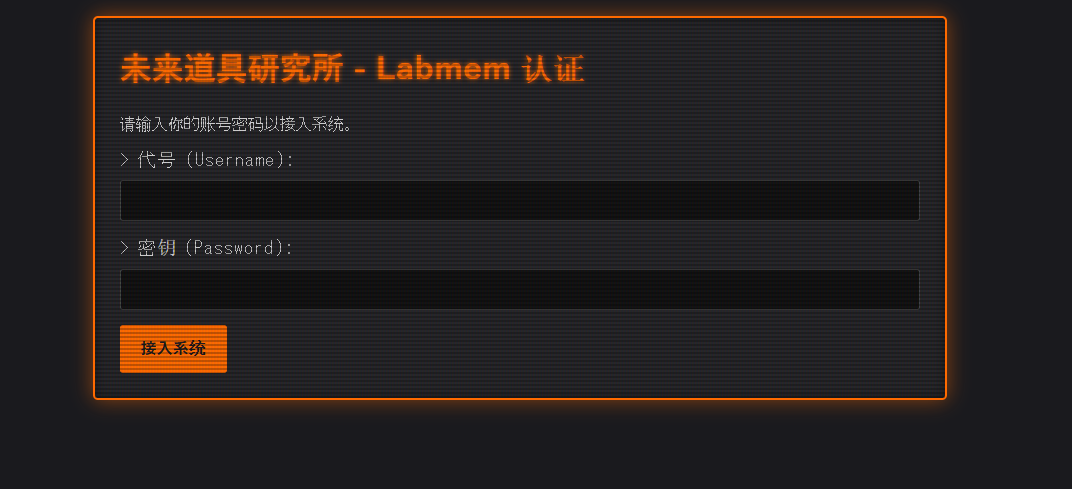 未来道具研究所 - Labmem 认证
请输入你的账号密码以接入系统。
> 代号 (Username):
> 密钥 (Password):
接入系统